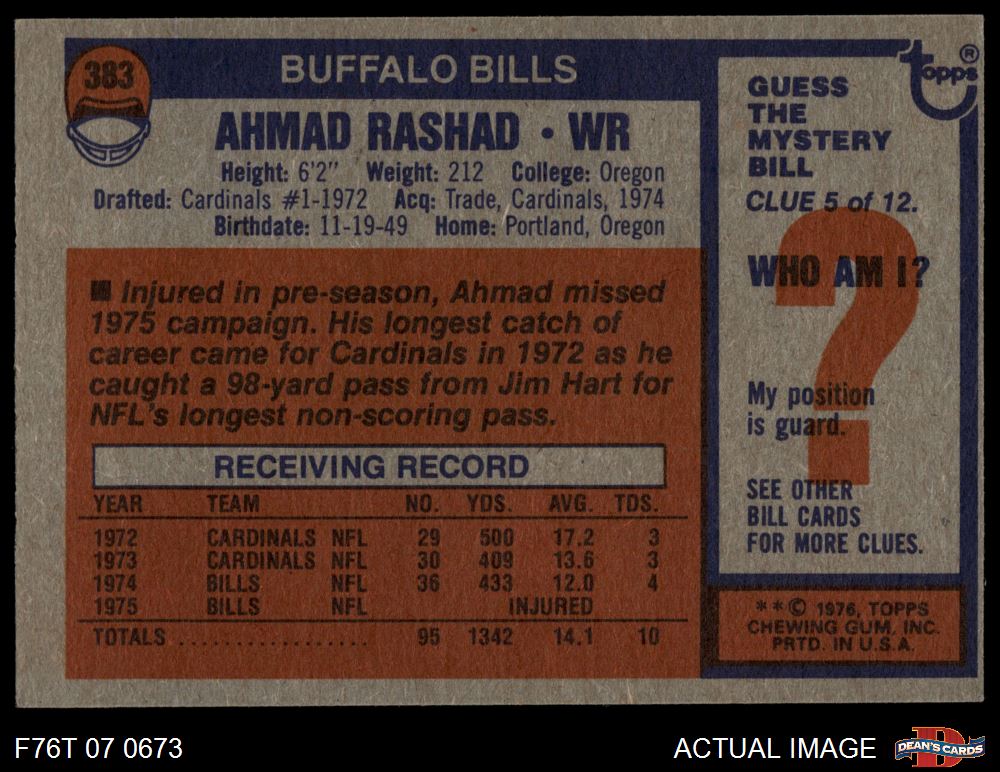 383
BUFFALO BILLS
AHMAD RASHAD • WR
Height: 6'2" Weight: 212 College: Oregon
Drafted: Cardinals #1-1972 Acq: Trade, Cardinals, 1974
Birthdate: 11-19-49 Home: Portland, Oregon
■ Injured in pre-season, Ahmad missed
1975 campaign. His longest catch of
career came for Cardinals in 1972 as he
caught a 98-yard pass from Jim Hart for
NFL's longest non-scoring pass.
RECEIVING RECORD
YEAR TEAM NO. YDS. AVG. TDS.
1972 CARDINALS NFL 29 500 17.2 3
1973 CARDINALS NFL 30 409 13.6 3
1974 BILLS NFL 36 433 12.0 4
1975 BILLS NFL INJURED
TOTALS .................. 95 1342 14.1 10
topps®
GUESS
THE
MYSTERY
BILL
CLUE 5 of 12.
WHO AM I?
?
My position
is guard.
SEE OTHER
BILL CARDS
FOR MORE CLUES.
**© 1976, TOPPS
CHEWING GUM, INC.
PRTD. IN U.S.A.
F76T 07 0673
ACTUAL IMAGE
D
DEAN'S CARDS